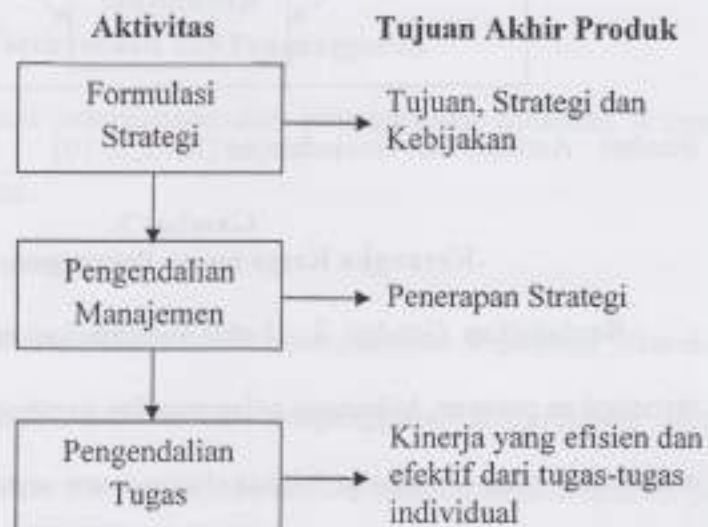 Aktivitas
Tujuan Akhir Produk
Formulasi
Strategi
Tujuan, Strategi dan
Kebijakan
Pengendalian
Manajemen
Penerapan Strategi
Pengendalian
Tugas
Kinerja yang efisien dan
efektif dari tugas-tugas
individual